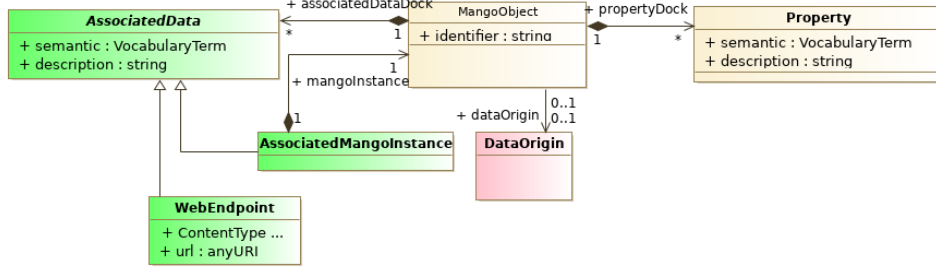 AssociatedData
+ semantic : VocabularyTerm
+ description : string
+ associatedDataDock
*
1
MangoObject
+ identifier : string
+ propertyDock
1
*
Property
+ semantic : VocabularyTerm
+ description : string
1
+ mangoInstance
1
0..1
+ dataOrigin
0..1
AssociatedMangoInstance
DataOrigin
WebEndpoint
+ ContentType ...
+ url : anyURI